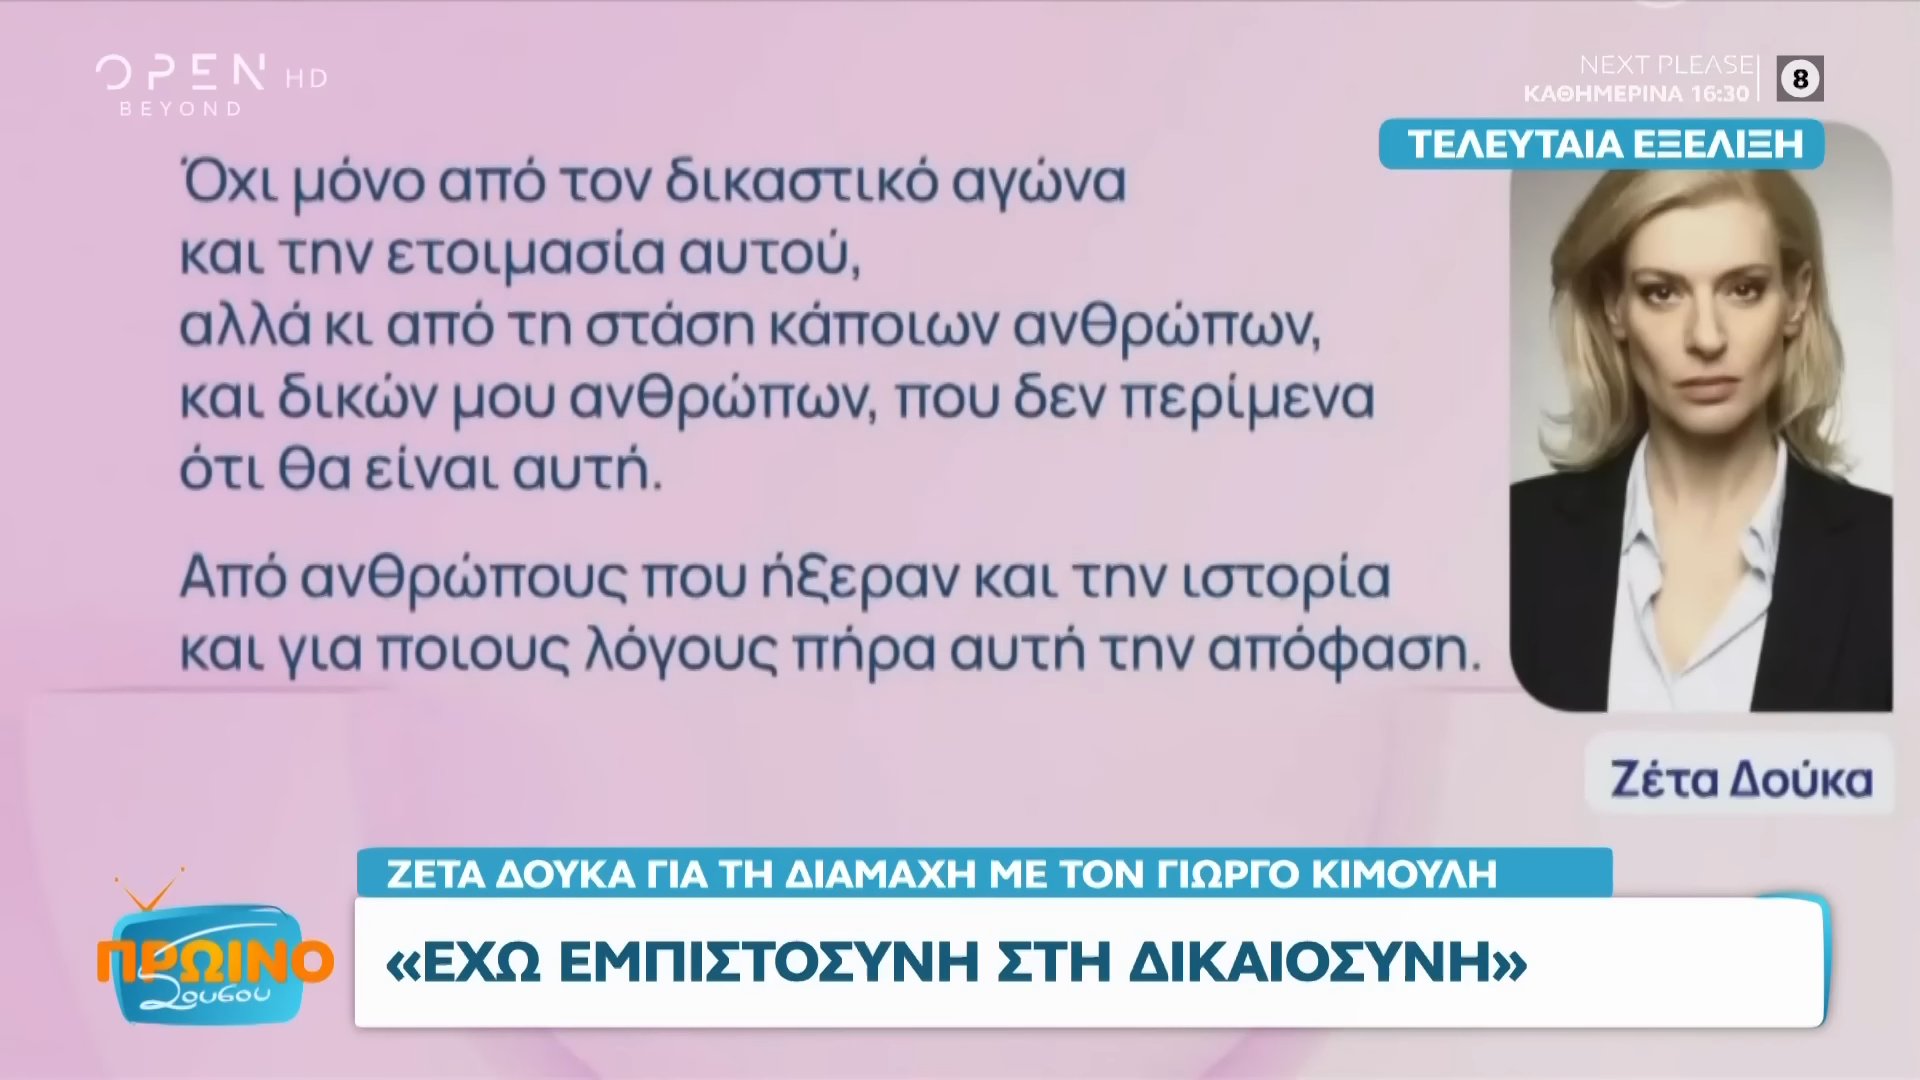 OPEN HD
BEYOND
NEXT PLEASE
ΚΑΘΗΜΕΡΙΝΑ 16:30
8
ΤΕΛΕΥΤΑΙΑ ΕΞΕΛΙΞΗ
Όχι μόνο από τον δικαστικό αγώνα
και την ετοιμασία αυτού,
αλλά κι από τη στάση κάποιων ανθρώπων,
και δικών μου ανθρώπων, που δεν περίμενα
ότι θα είναι αυτή.
Από ανθρώπους που ήξεραν και την ιστορία
και για ποιους λόγους πήρα αυτή την απόφαση.
Ζέτα Δούκα
ΖΕΤΑ ΔΟΥΚΑ ΓΙΑ ΤΗ ΔΙΑΜΑΧΗ ΜΕ ΤΟΝ ΓΙΩΡΓΟ ΚΙΜΟΥΛΗ
«ΕΧΩ ΕΜΠΙΣΤΟΣΥΝΗ ΣΤΗ ΔΙΚΑΙΟΣΥΝΗ»
ΠΡΩΙΝΟ
Σουσου